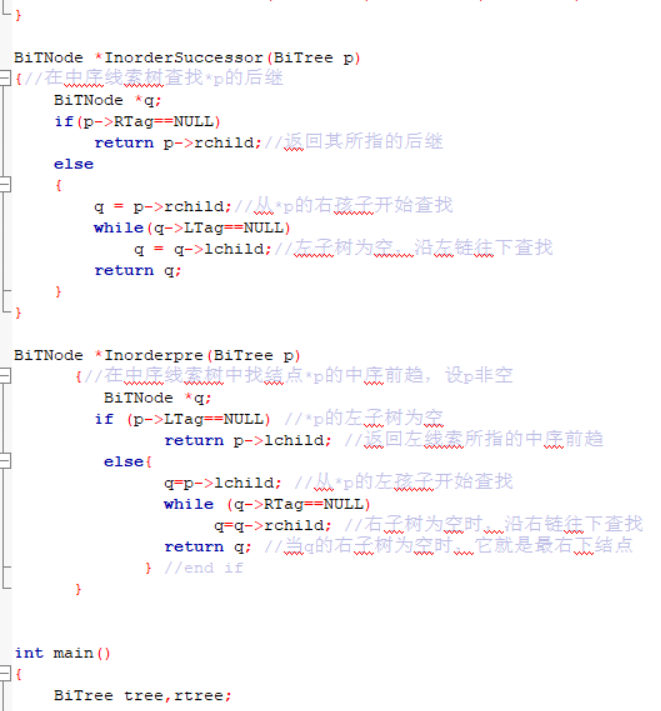 }
BiTNode *InorderSuccessor(BiTree p)
{//在中序线索树查找*p的后继
BiTNode *q;
if(p->RTag==NULL)
return p->rchild;//返回其所指的后继
else
{
q = p->rchild;//从*p的右孩子开始查找
while(q->LTag==NULL)
q = q->lchild;//左子树为空，沿左链往下查找
return q;
}
}
BiTNode *Inorderpre(BiTree p)
{//在中序线索树中找结点*p的中序前趋，设p非空
BiTNode *q;
if (p->LTag==NULL) //*p的左子树为空
return p->lchild; //返回左线索所指的中序前趋
else{
q=p->lchild; //从*p的左孩子开始查找
while (q->RTag==NULL)
q=q->rchild; //右子树为空时，沿右链往下查找
return q; //当q的右子树为空时，它就是最右下结点
} //end if
}
int main()
{
BiTree tree,rtree;